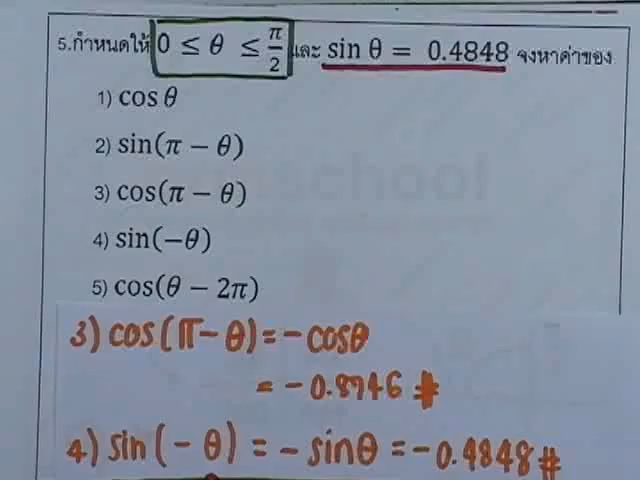 5.กำหนดให้ 0 ≤ θ ≤ π/2 และ sin θ = 0.4848 จงหาค่าของ
1) cos θ
2) sin(π − θ)
3) cos(π − θ)
4) sin(−θ)
5) cos(θ − 2π)
3) cos(π − θ) = − cosθ
= − 0.8746 #
4) sin(− θ) = − sinθ = − 0.4848 #